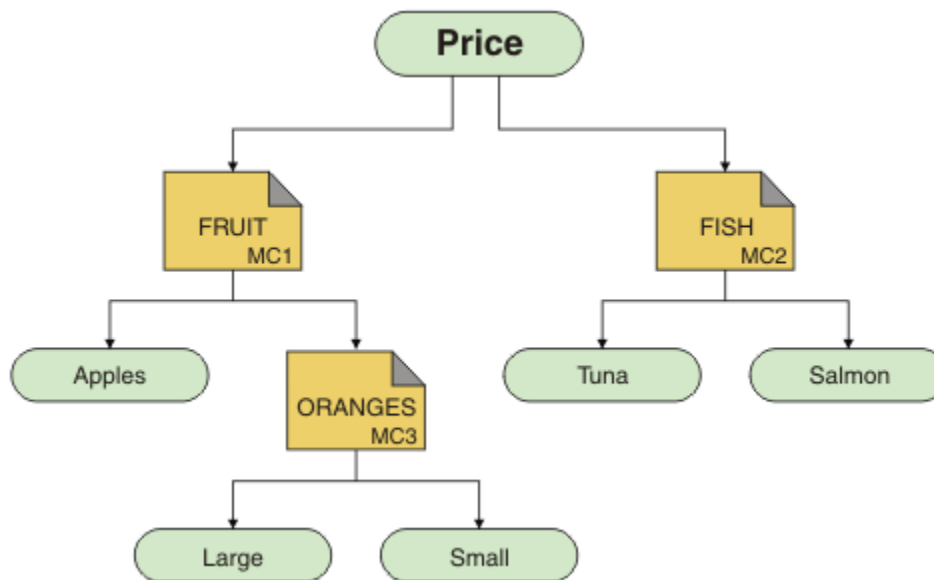 Price
FRUIT
MC1
FISH
MC2
Apples
ORANGES
MC3
Tuna
Salmon
Large
Small